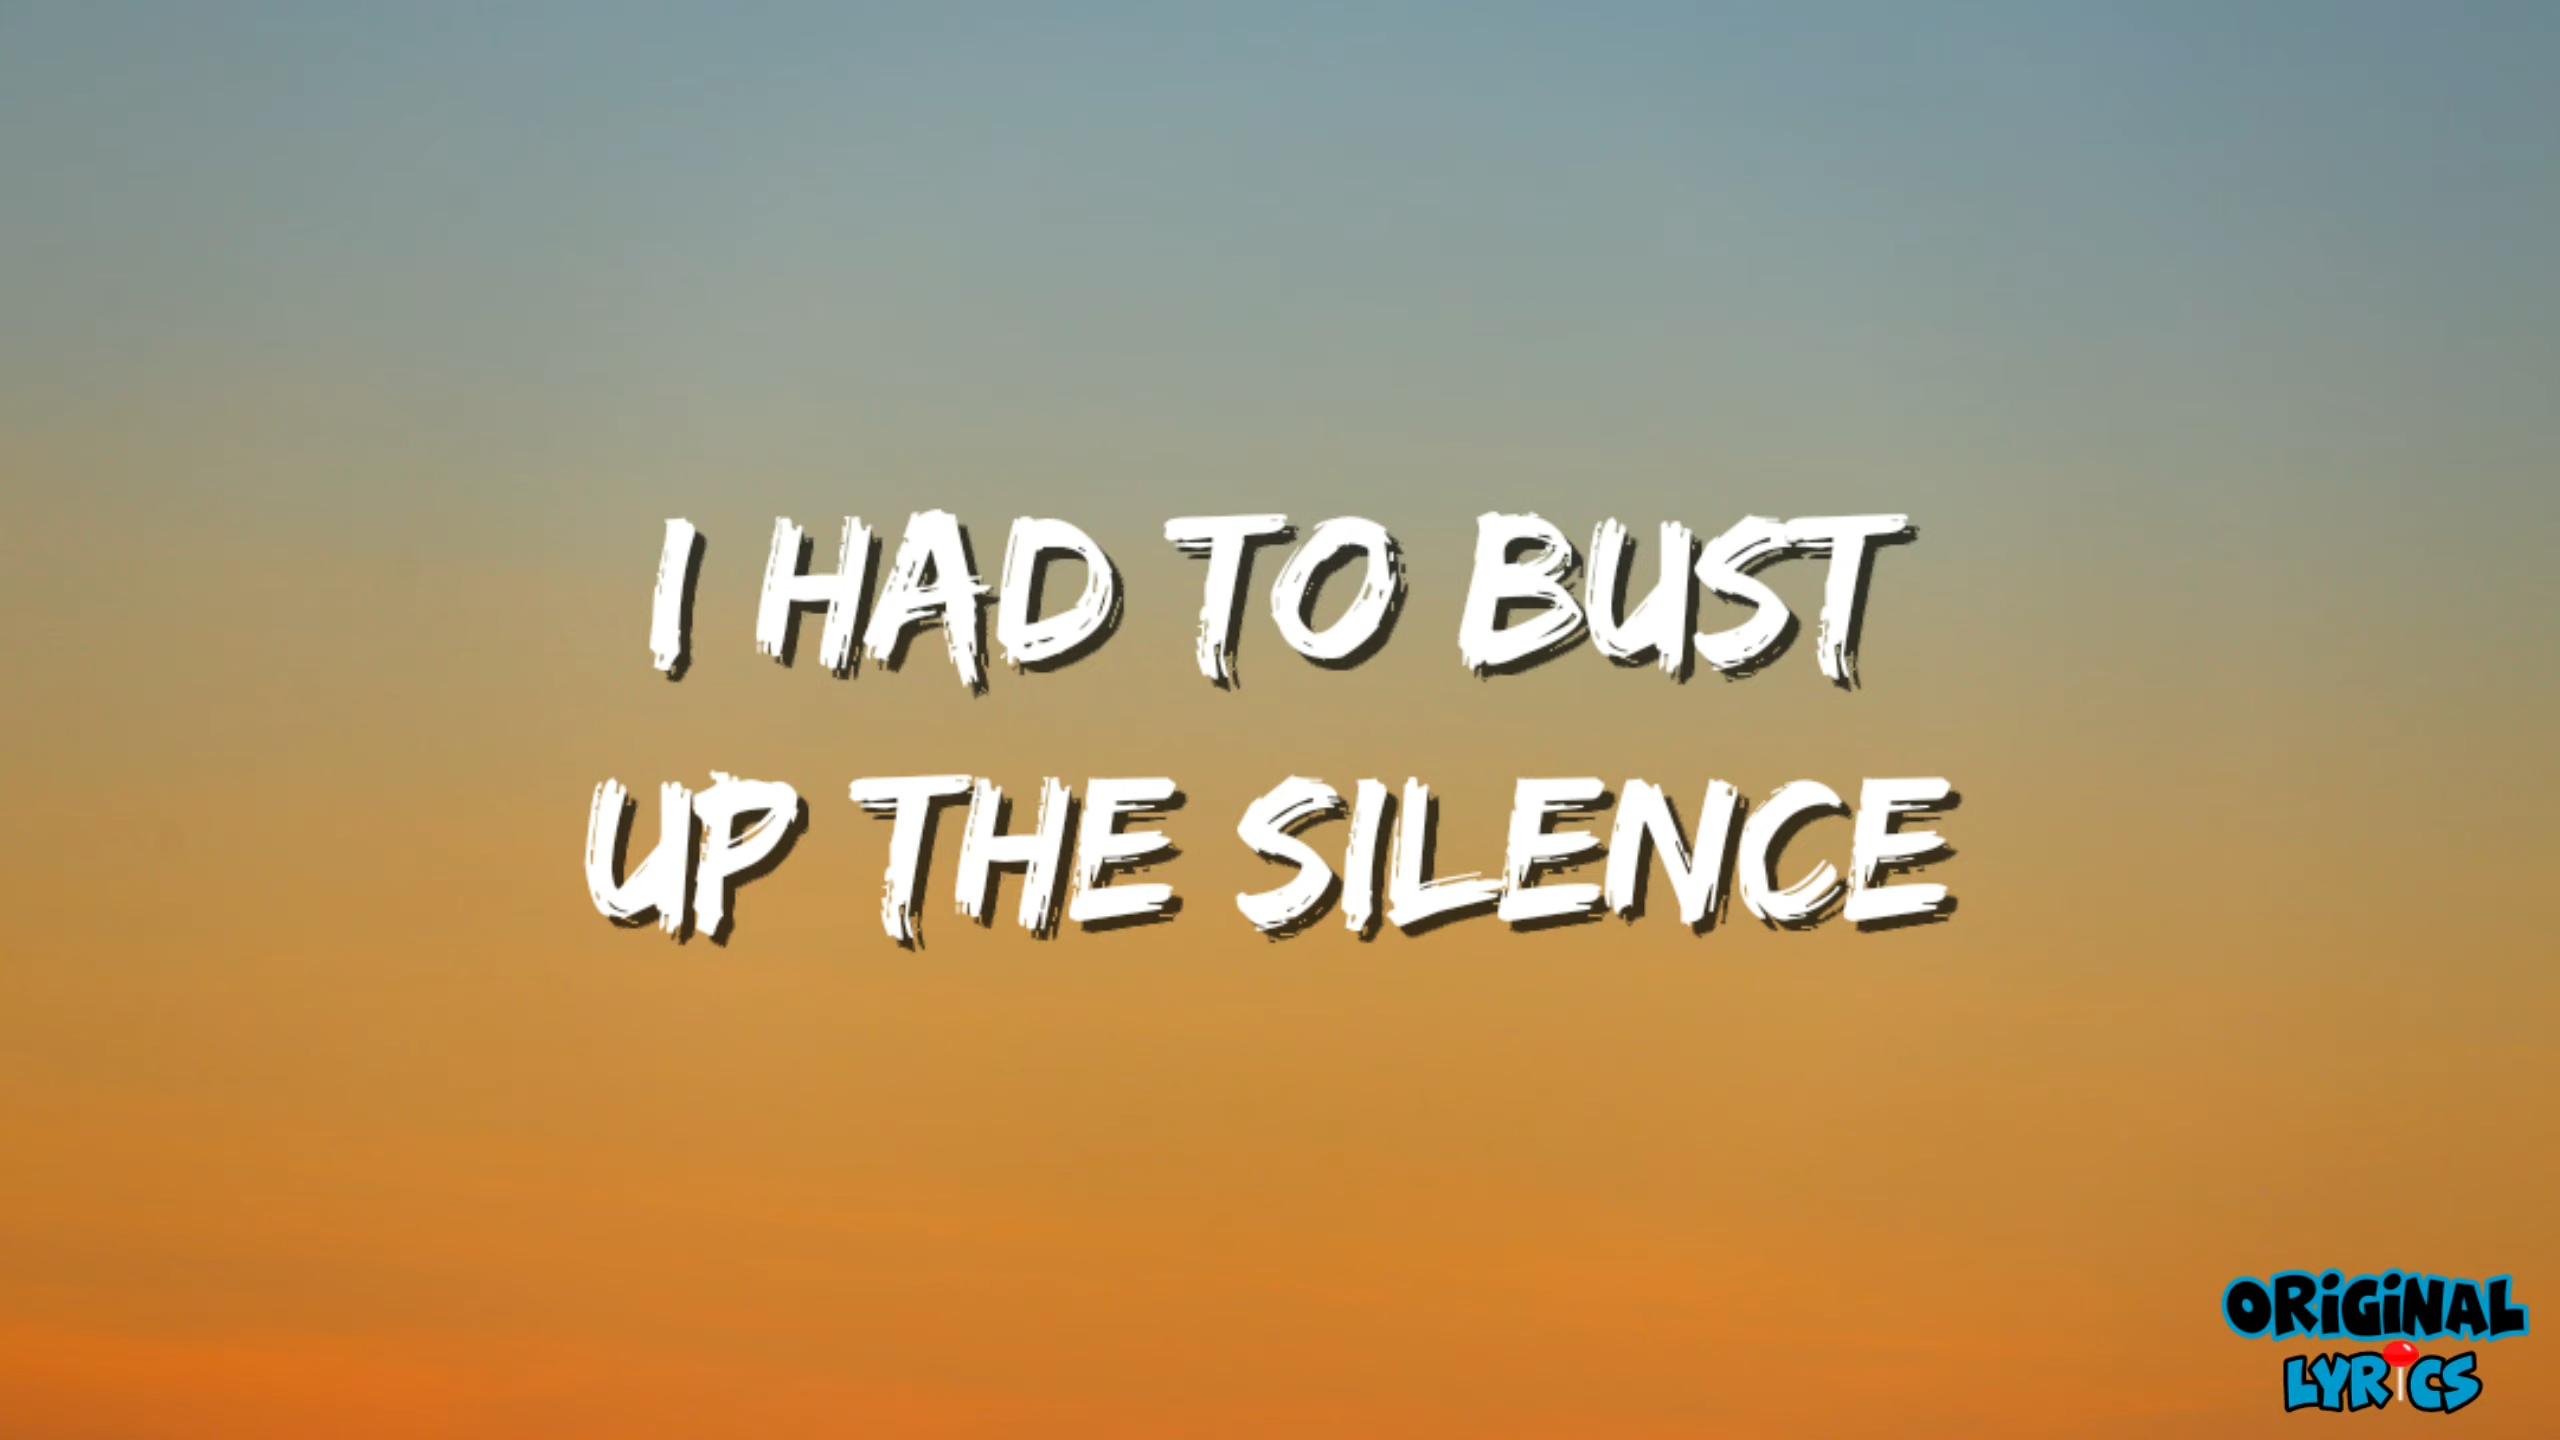 I HAD TO BUST
UP THE SILENCE
ORiGiNAL
LYRiCS